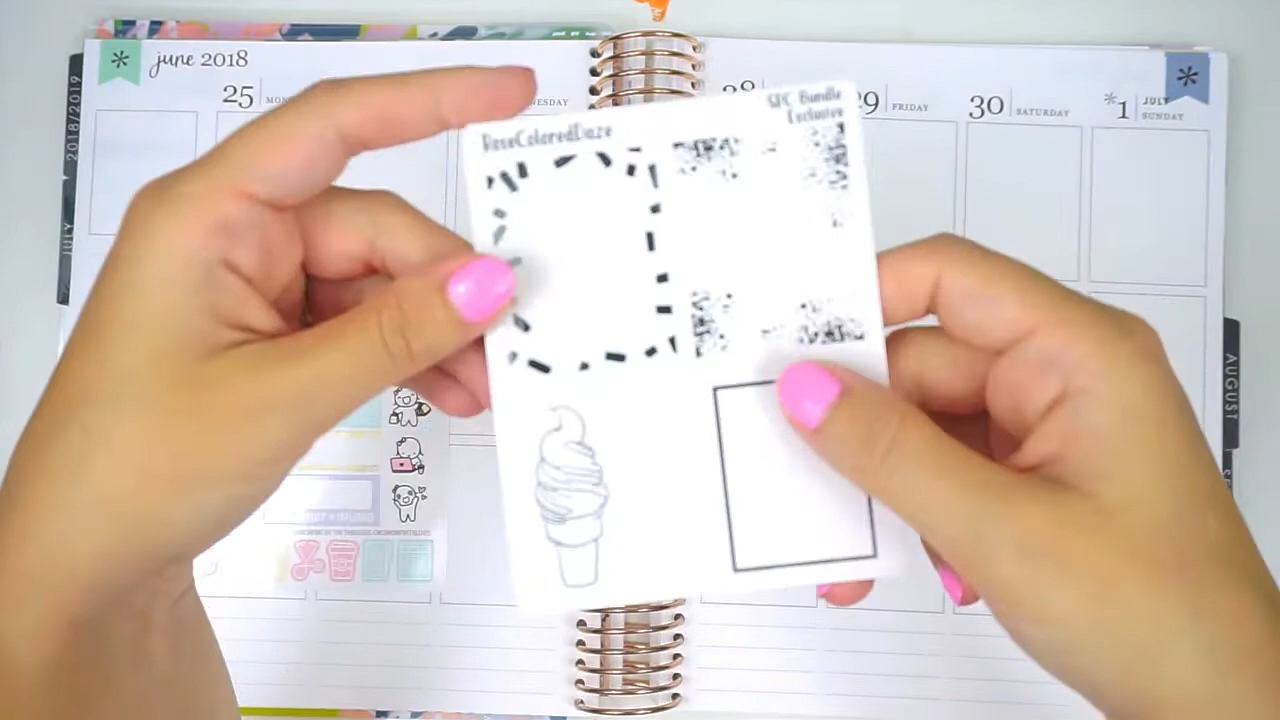 june 2018
25 MON
28
29 FRIDAY
30 SATURDAY
*1 JULY
SUNDAY
2018/2019
JULY
AUGUST
RoseColoredDaze
SPC Bundle
Exclusive